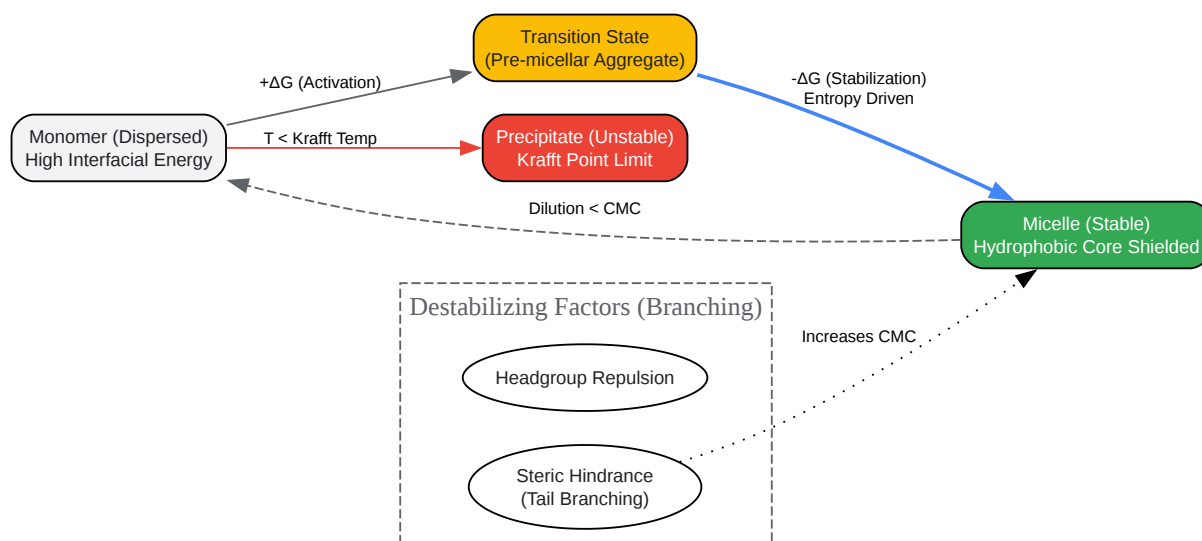 Transition State
(Pre-micellar Aggregate)
+ΔG (Activation)
-ΔG (Stabilization)
Entropy Driven
Monomer (Dispersed)
High Interfacial Energy
T < Krafft Temp
Precipitate (Unstable)
Krafft Point Limit
Dilution < CMC
Micelle (Stable)
Hydrophobic Core Shielded
Destabilizing Factors (Branching)
Increases CMC
Headgroup Repulsion
Steric Hindrance
(Tail Branching)